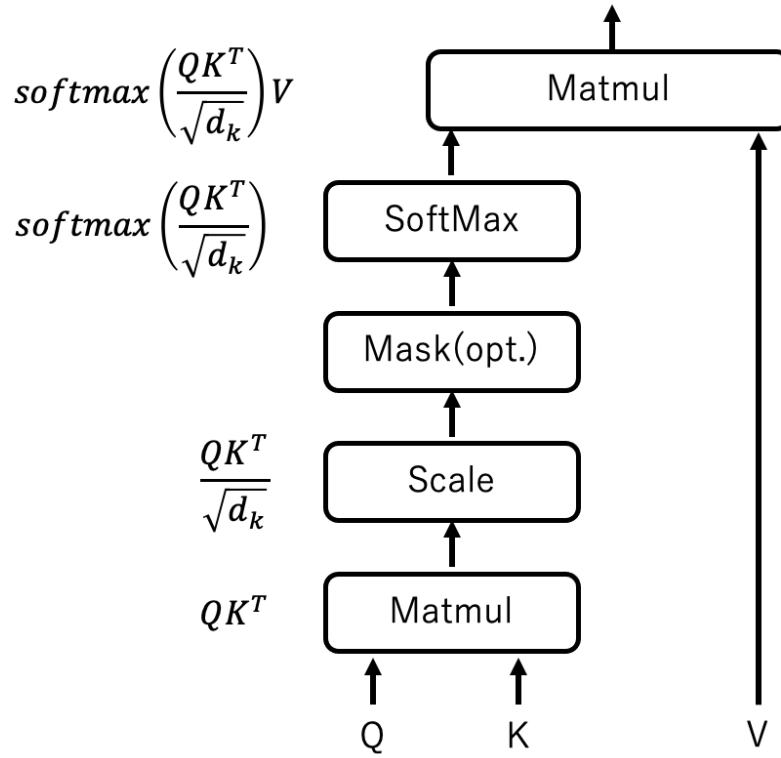 softmax(QK^T/√d_k)V Matmul
softmax(QK^T/√d_k) SoftMax
Mask(opt.)
QK^T/√d_k Scale
QK^T Matmul
Q K V